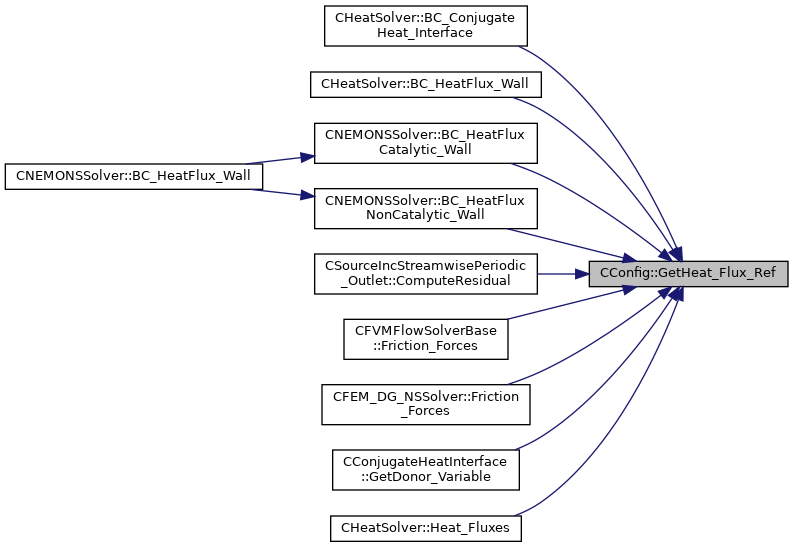 CHeatSolver::BC_Conjugate
Heat_Interface
CHeatSolver::BC_HeatFlux_Wall
CNEMONSSolver::BC_HeatFlux
Catalytic_Wall
CNEMONSSolver::BC_HeatFlux_Wall
CNEMONSSolver::BC_HeatFlux
NonCatalytic_Wall
CSourceIncStreamwisePeriodic
_Outlet::ComputeResidual
CConfig::GetHeat_Flux_Ref
CFVMFlowSolverBase
::Friction_Forces
CFEM_DG_NSSolver::Friction
_Forces
CConjugateHeatInterface
::GetDonor_Variable
CHeatSolver::Heat_Fluxes